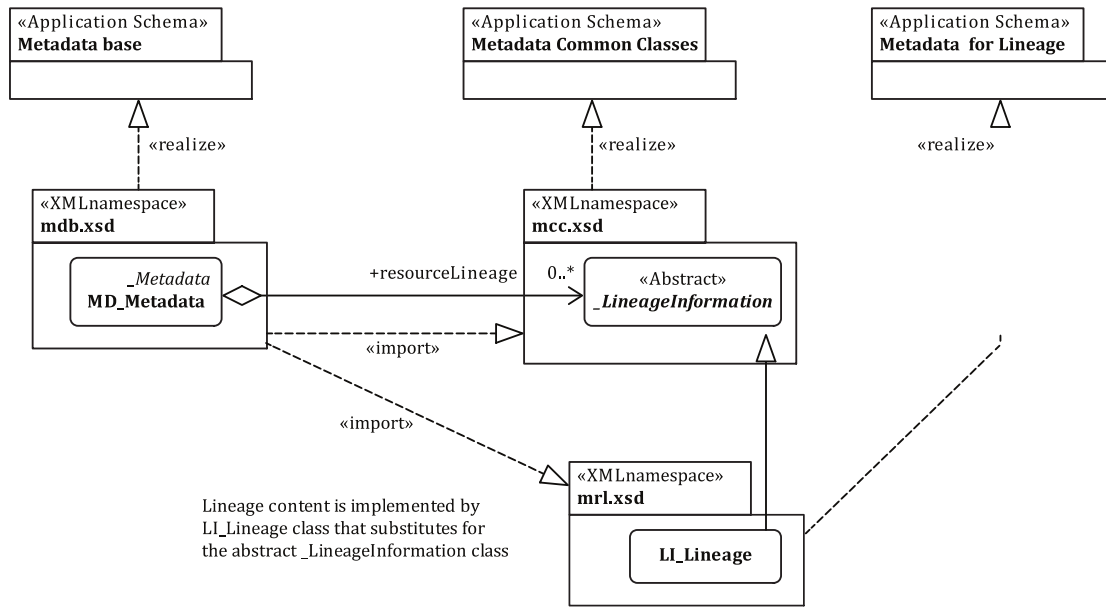 «Application Schema»
Metadata base
«Application Schema»
Metadata Common Classes
«Application Schema»
Metadata for Lineage
«realize»
«realize»
«realize»
«XMLnamespace»
mdb.xsd
«XMLnamespace»
mcc.xsd
_Metadata
MD_Metadata
+resourceLineage
0..*
«Abstract»
_LineageInformation
«import»
«import»
«XMLnamespace»
mrl.xsd
LI_Lineage
Lineage content is implemented by
LI_Lineage class that substitutes for
the abstract _LineageInformation class